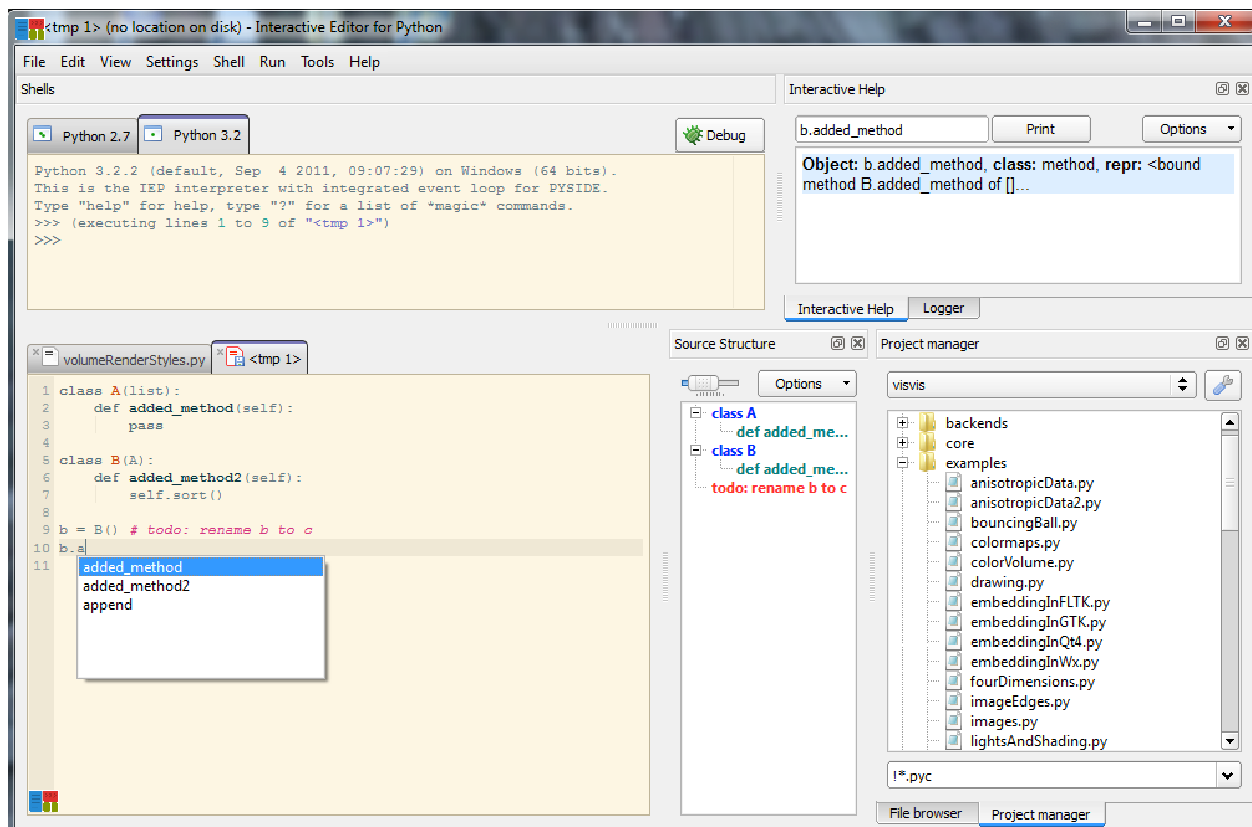 <tmp 1> (no location on disk) - Interactive Editor for Python
File Edit View Settings Shell Run Tools Help
Shells
Python 2.7 Python 3.2 Debug
Python 3.2.2 (default, Sep  4 2011, 09:07:29) on Windows (64 bits).
This is the IEP interpreter with integrated event loop for PYSIDE.
Type "help" for help, type "?" for a list of *magic* commands.
>>> (executing lines 1 to 9 of "<tmp 1>")
>>>
Interactive Help
b.added_method Print Options
Object: b.added_method, class: method, repr: <bound
method B.added_method of []...
Interactive Help Logger
volumeRenderStyles.py <tmp 1>
1 class A(list):
2     def added_method(self):
3         pass
4
5 class B(A):
6     def added_method2(self):
7         self.sort()
8
9 b = B() # todo: rename b to c
10 b.a
11
added_method
added_method2
append
Source Structure
Options
class A
def added_me...
class B
def added_me...
todo: rename b to c
Project manager
visvis
backends
core
examples
anisotropicData.py
anisotropicData2.py
bouncingBall.py
colormaps.py
colorVolume.py
drawing.py
embeddingInFLTK.py
embeddingInGTK.py
embeddingInQt4.py
embeddingInWx.py
fourDimensions.py
imageEdges.py
images.py
lightsAndShading.py
!*.pyc
File browser Project manager